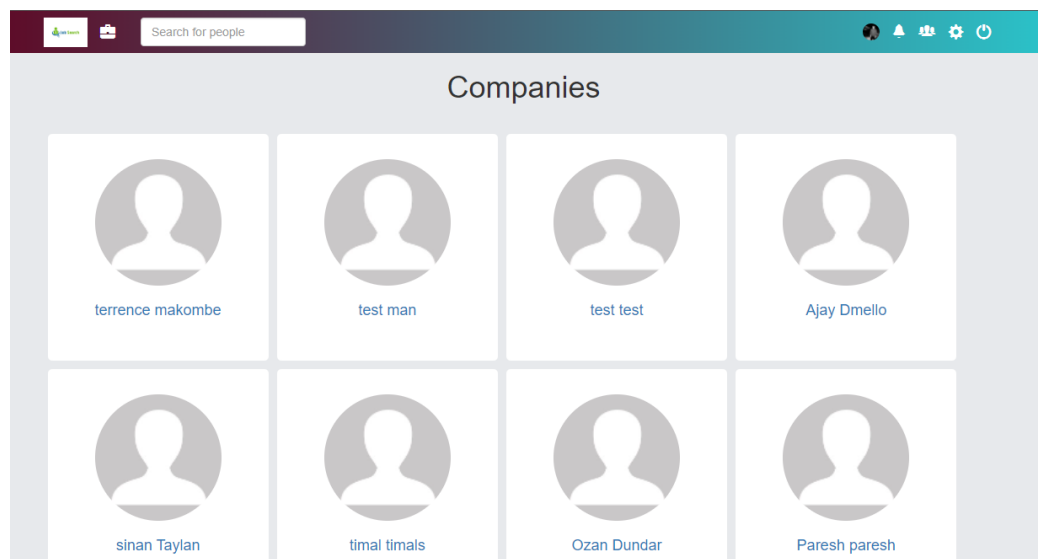 Search for people
Companies
terrence makombe
test man
test test
Ajay Dmello
sinan Taylan
timal timals
Ozan Dundar
Paresh paresh